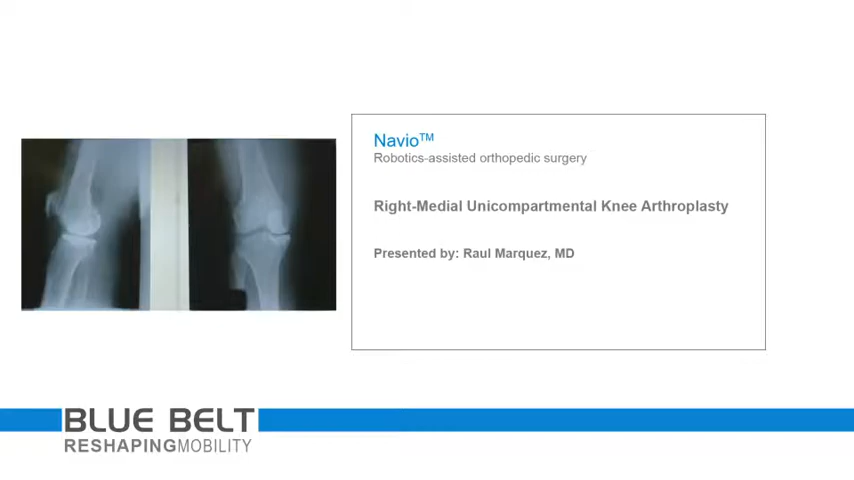 Navio™
Robotics-assisted orthopedic surgery
Right-Medial Unicompartmental Knee Arthroplasty
Presented by: Raul Marquez, MD
BLUE BELT
RESHAPINGMOBILITY